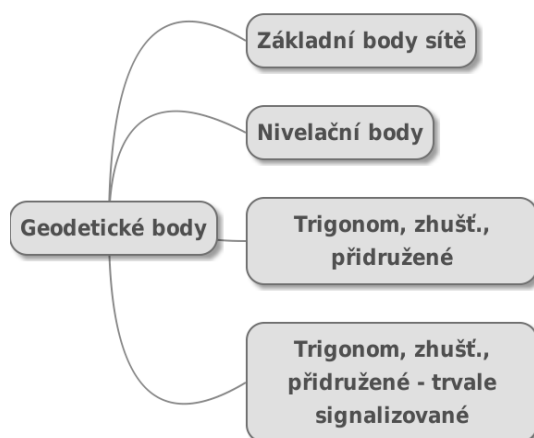 Základní body sítě
Nivelační body
Geodetické body
Trigonom, zhušť.,
přidružené
Trigonom, zhušť.,
přidružené - trvale
signalizované